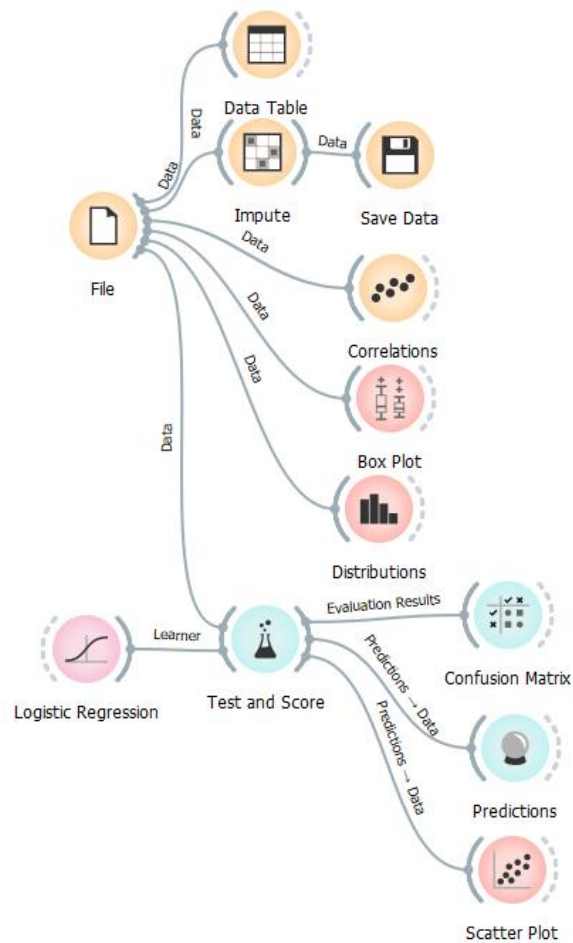 Data Table
Data
Data
Data
Impute
Save Data
File
Data
Correlations
Data
Data
Box Plot
Data
Distributions
Evaluation Results
Learner
Logistic Regression
Test and Score
Confusion Matrix
Predictions → Data
Predictions → Data
Predictions
Scatter Plot